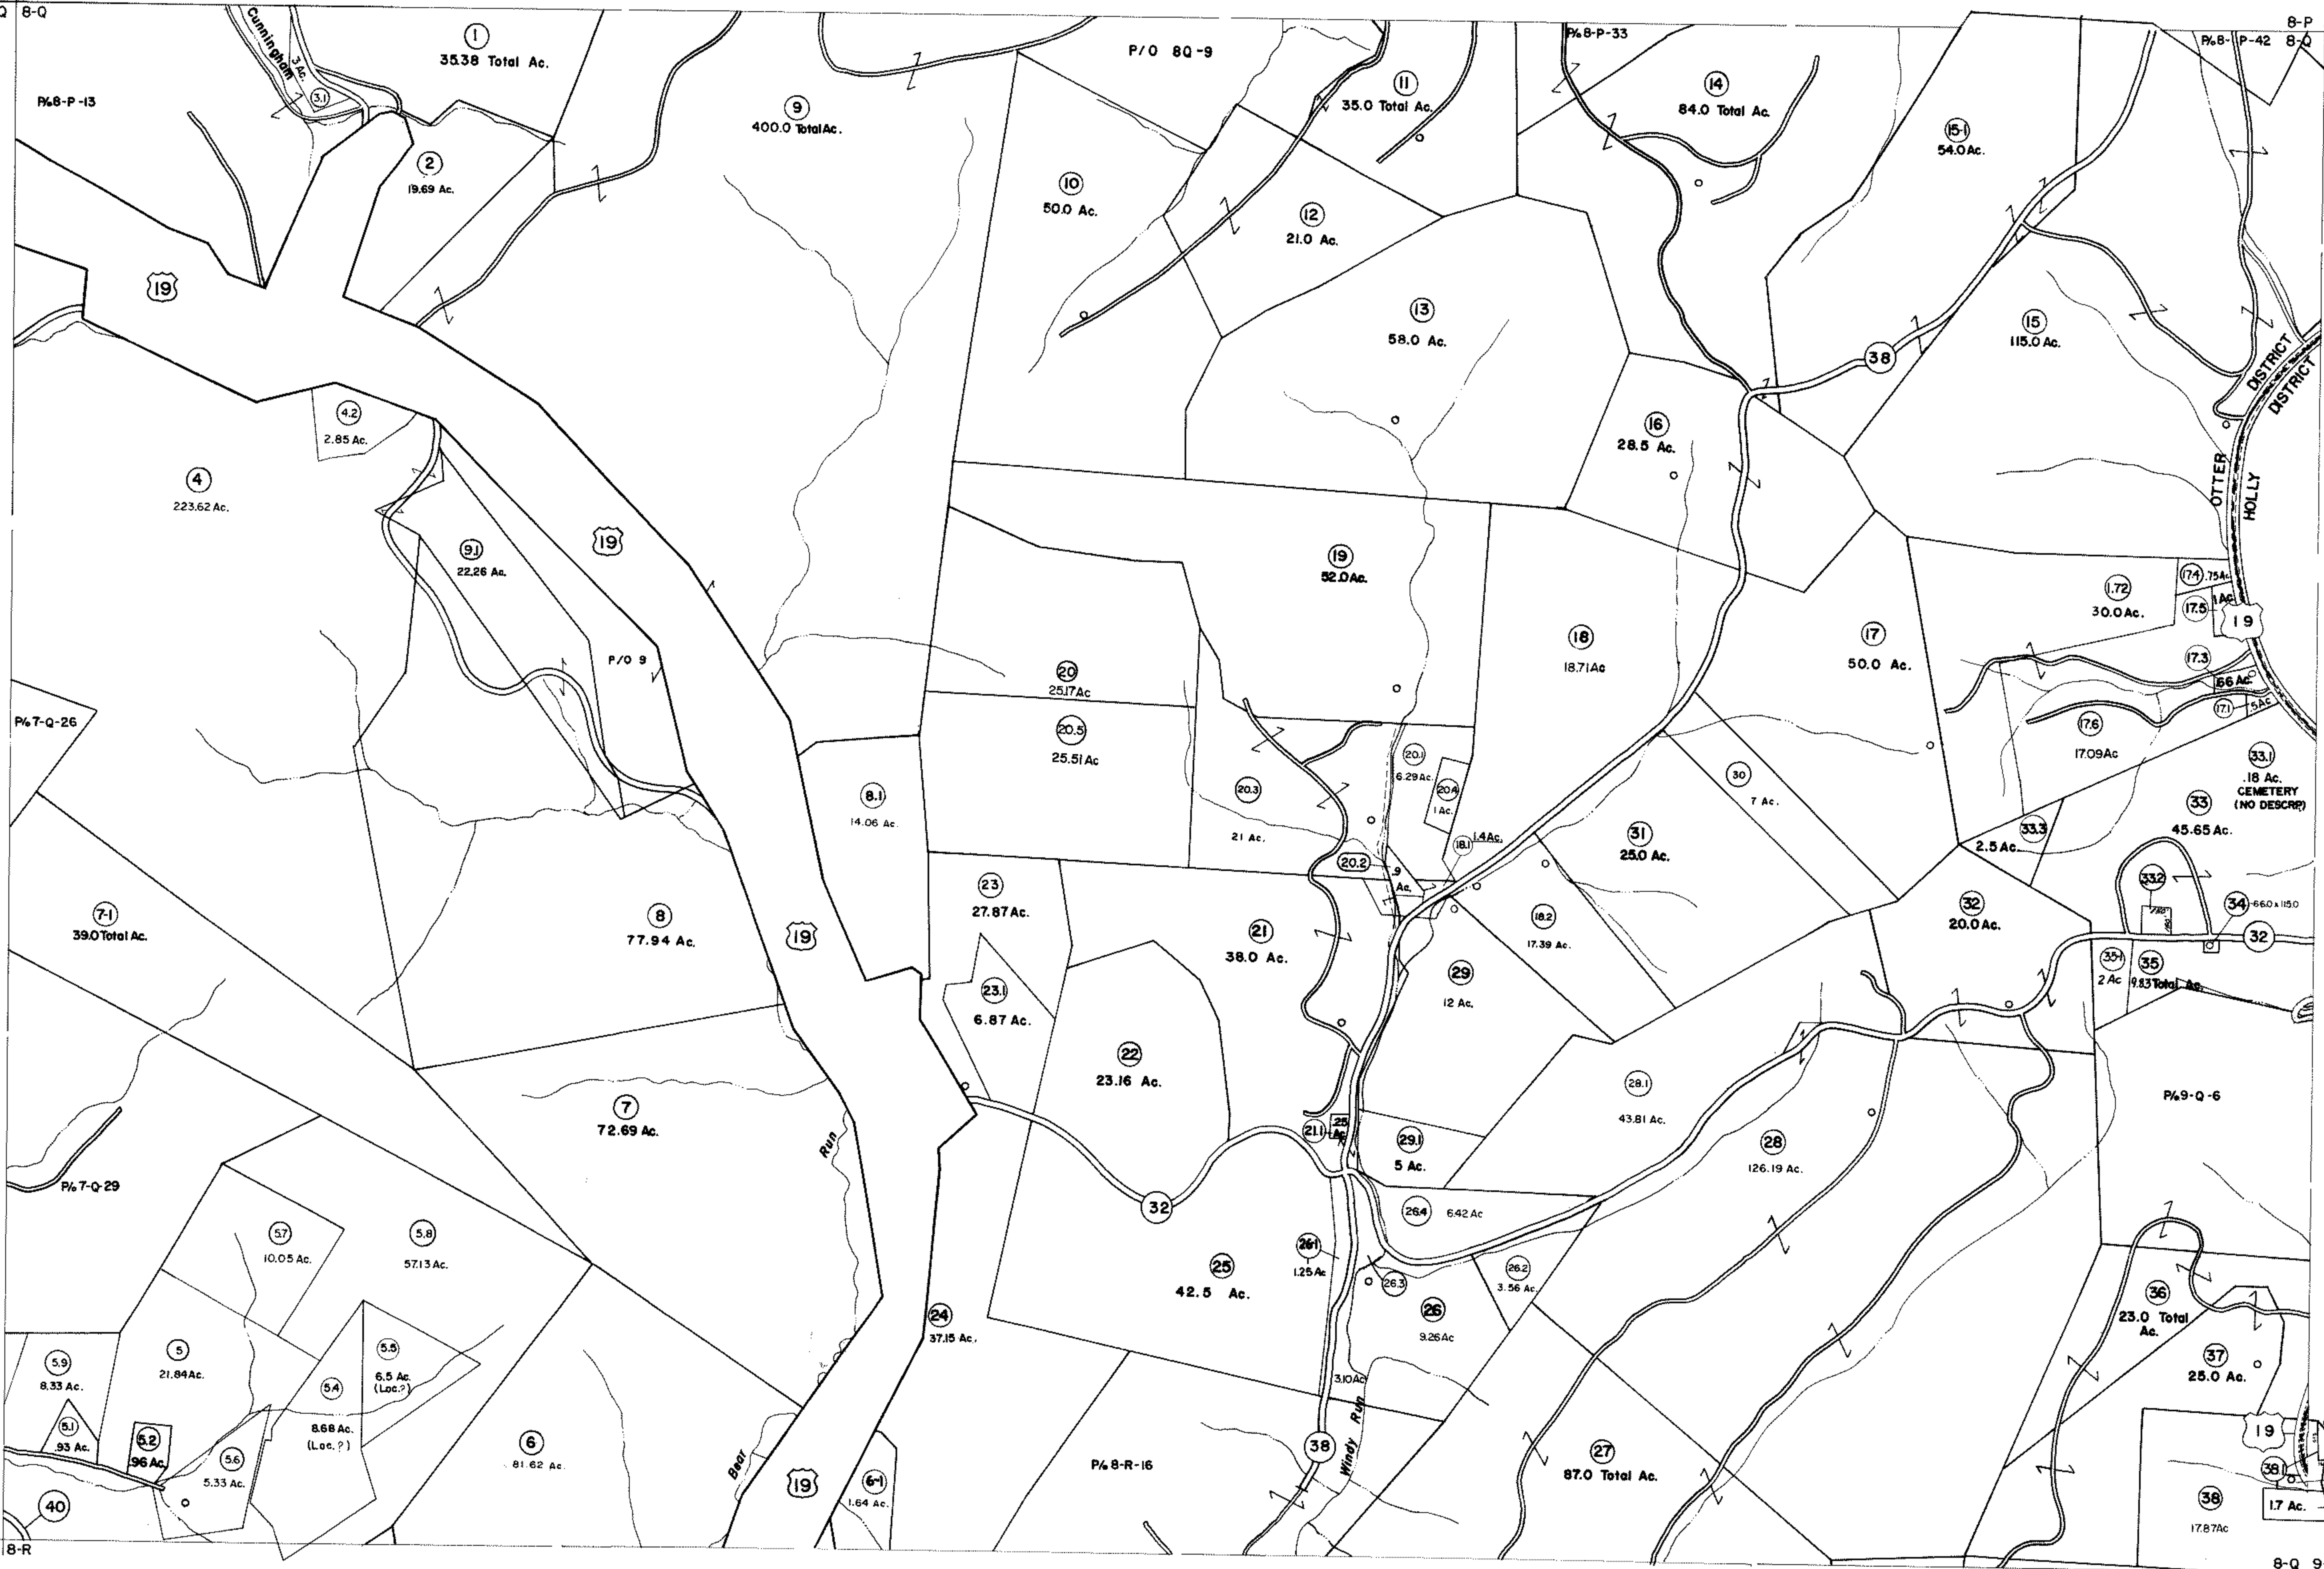 Q 8-Q
8-P
8-Q
Cunningham
3 Ac.
3.1
1
35.38 Total Ac.
P/O 8Q-9
P/o 8-P-33
P/o 8-P-42
P/o 8-P-13
2
19.69 Ac.
9
400.0 Total Ac.
11
35.0 Total Ac.
14
84.0 Total Ac.
15-1
54.0 Ac.
10
50.0 Ac.
12
21.0 Ac.
19
13
58.0 Ac.
38
15
115.0 Ac.
DISTRICT
DISTRICT
4.2
2.85 Ac.
16
28.5 Ac.
4
223.62 Ac.
OTTER
HOLLY
9.1
22.26 Ac.
19
19
52.0 Ac.
17.4
.75 Ac
1.72
30.0 Ac.
17.5
1 Ac
19
18
18.71 Ac
17
50.0 Ac.
P/O 9
17.3
.66 Ac.
20
25.17 Ac
17.1
.5 Ac
P/o 7-Q-26
20.5
25.51 Ac
17.6
17.09 Ac
20.1
6.29 Ac.
33.1
.18 Ac.
CEMETERY
(NO DESCRP.)
30
7 Ac.
20.3
21 Ac.
20.4
1 Ac.
8.1
14.06 Ac.
33
45.65 Ac.
33.3
2.5 Ac.
31
25.0 Ac.
18.1
1.4 Ac.
20.2
.9
Ac.
23
27.87 Ac.
33.2
7-1
39.0 Total Ac.
8
77.94 Ac.
19
21
38.0 Ac.
18.2
17.39 Ac.
32
20.0 Ac.
34
66.0 x 115.0
32
35-1
2 Ac
35
9.83 Total Ac.
29
12 Ac.
23.1
6.87 Ac.
22
23.16 Ac.
28.1
43.81 Ac.
P/o 9-Q-6
7
72.69 Ac.
21.1
.25
Ac
29.1
5 Ac.
28
126.19 Ac.
Run
P/o 7-Q-29
32
26.4
6.42 Ac
5.7
10.05 Ac.
5.8
57.13 Ac.
25
42.5 Ac.
26-1
1.25 Ac
26.3
26.2
3.56 Ac.
36
23.0 Total
Ac.
24
37.15 Ac.
26
9.26 Ac
5.9
8.33 Ac.
5
21.84 Ac.
5.5
6.5 Ac.
(Loc.?)
37
25.0 Ac.
3.10 Ac
5.4
8.68 Ac.
(Loc.?)
5.1
.93 Ac.
5.2
.96 Ac.
5.6
5.33 Ac.
6
81.62 Ac.
Bear
19
6-1
1.64 Ac.
P/o 8-R-16
38
Windy Run
27
87.0 Total Ac.
19
38.1
38
17.87 Ac
1.7 Ac.
40
8-R
8-Q 9